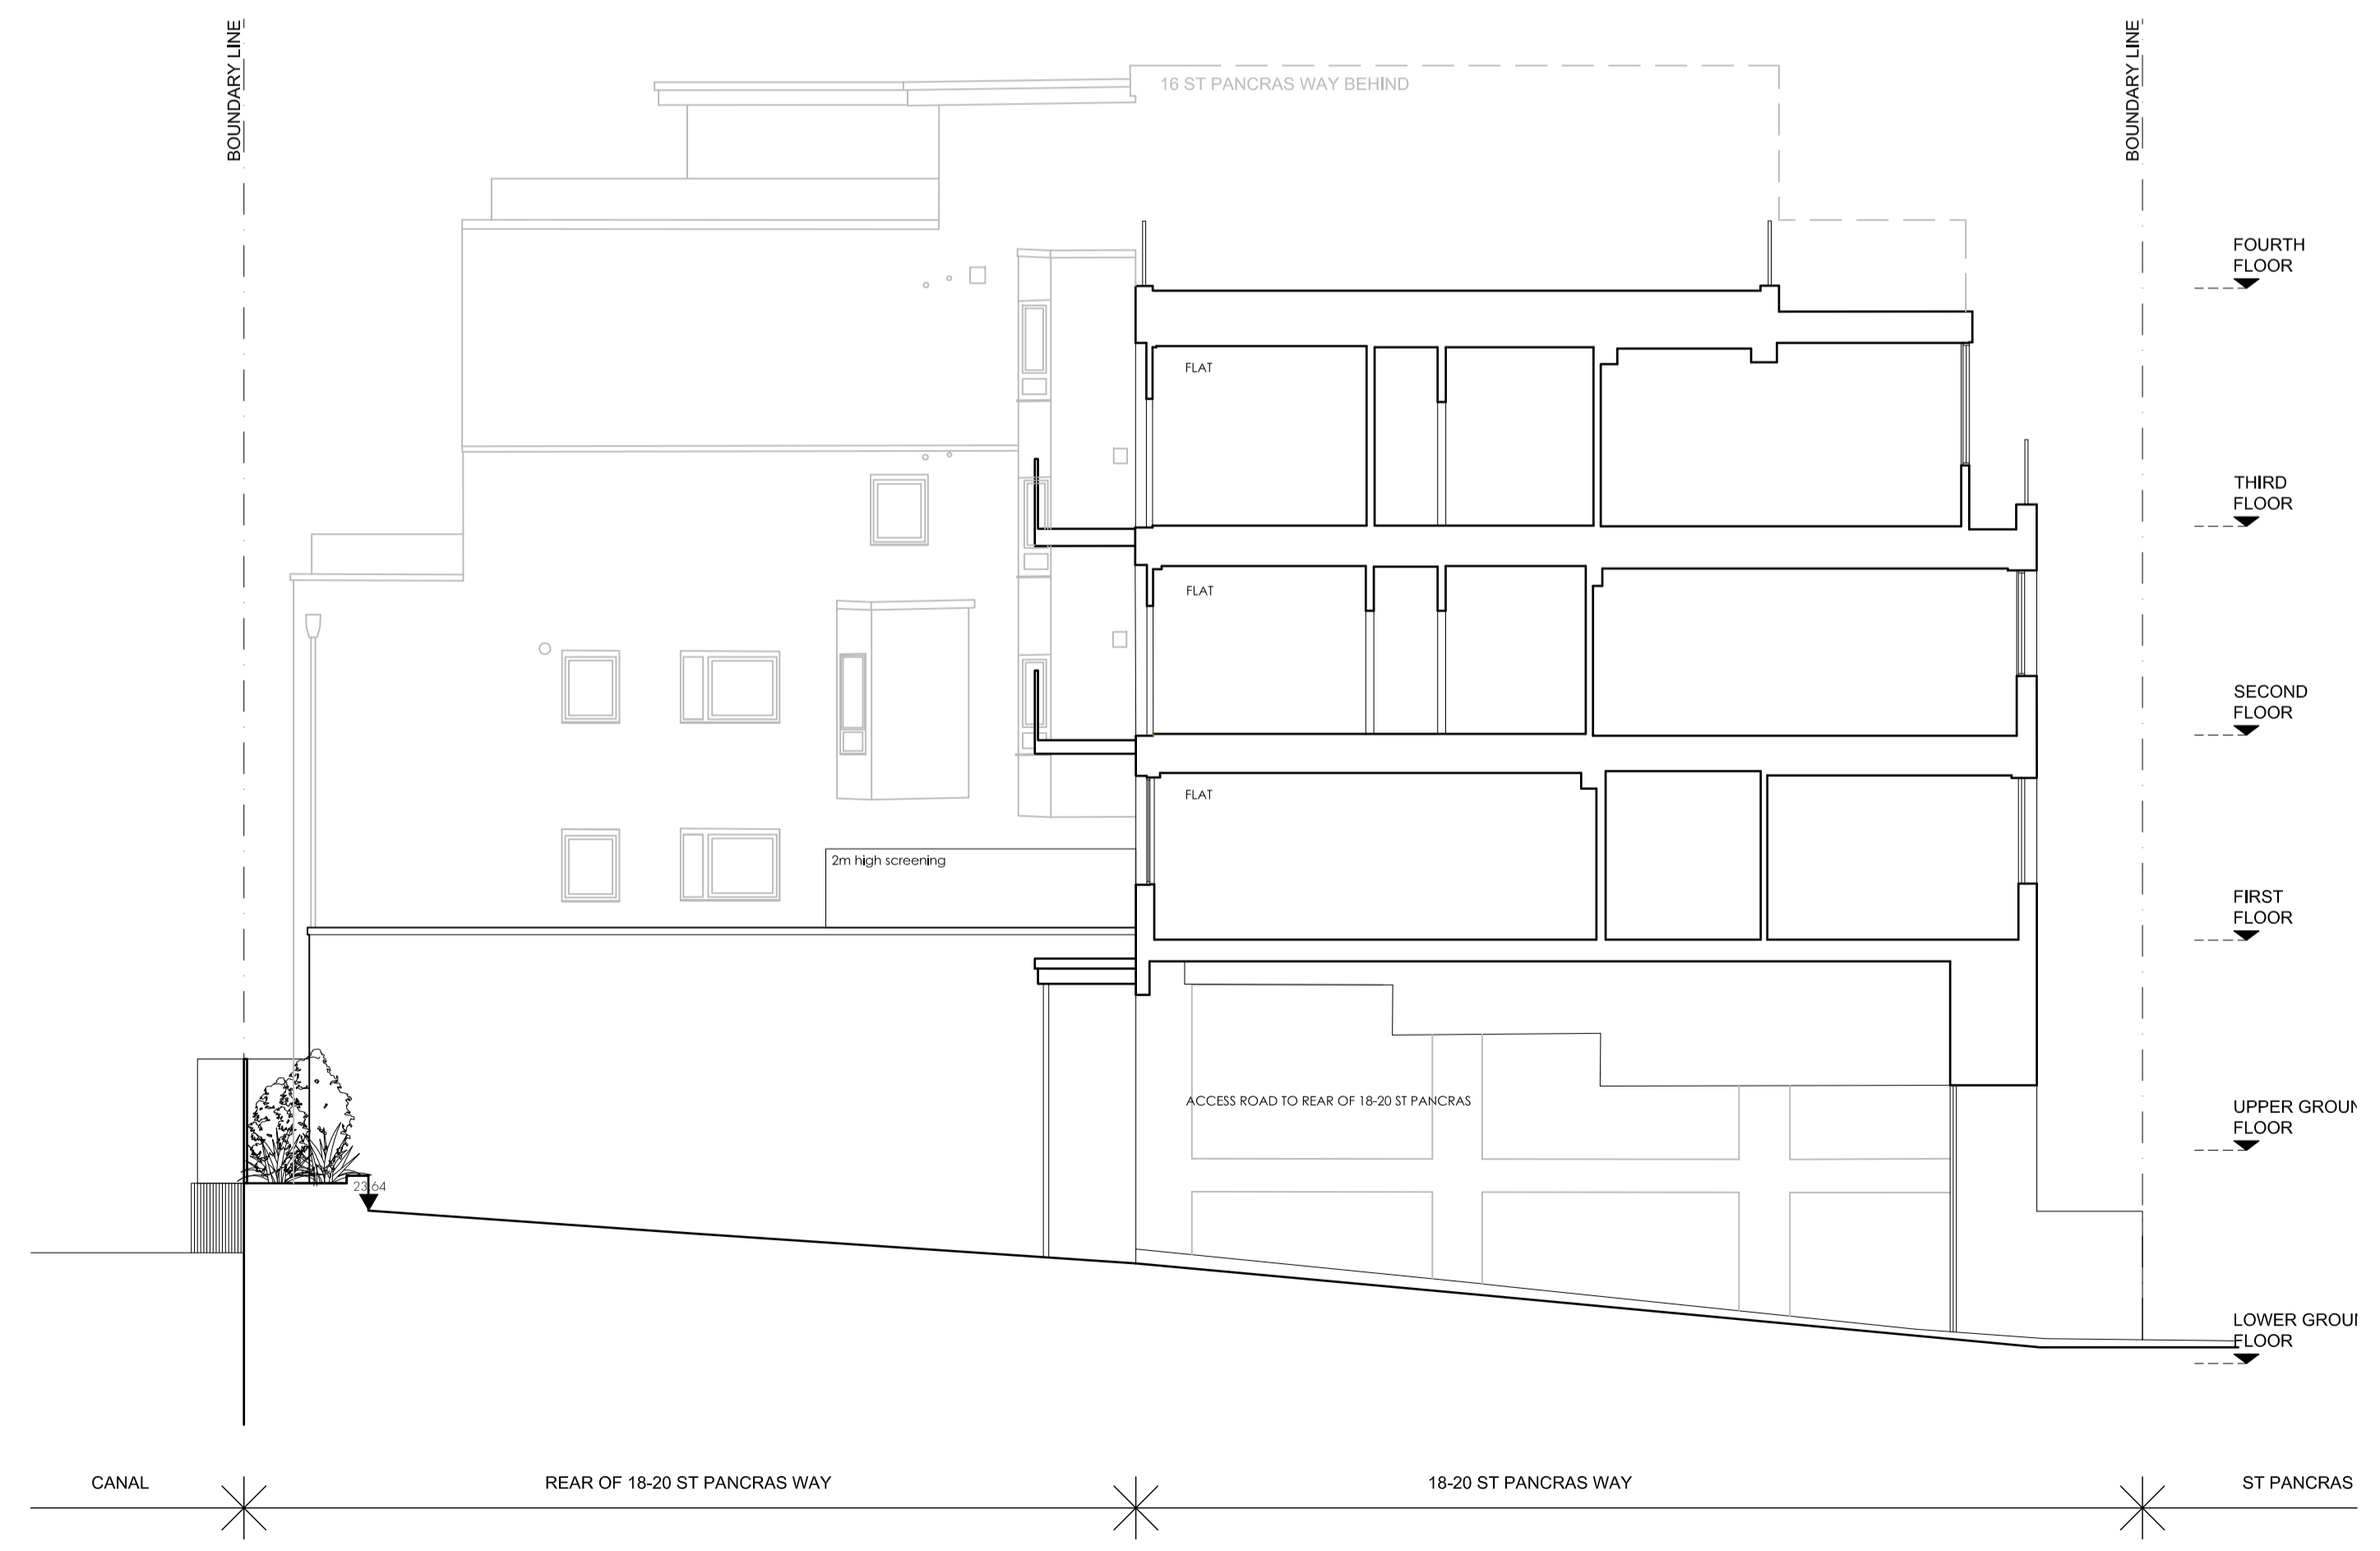 BOUNDARY LINE
BOUNDARY LINE
16 ST PANCRAS WAY BEHIND
FOURTH
FLOOR
FLAT
THIRD
FLOOR
FLAT
SECOND
FLOOR
FLAT
2m high screening
FIRST
FLOOR
ACCESS ROAD TO REAR OF 18-20 ST PANCRAS
UPPER GROUN
FLOOR
23.64
LOWER GROU
FLOOR
CANAL
REAR OF 18-20 ST PANCRAS WAY
18-20 ST PANCRAS WAY
ST PANCRAS